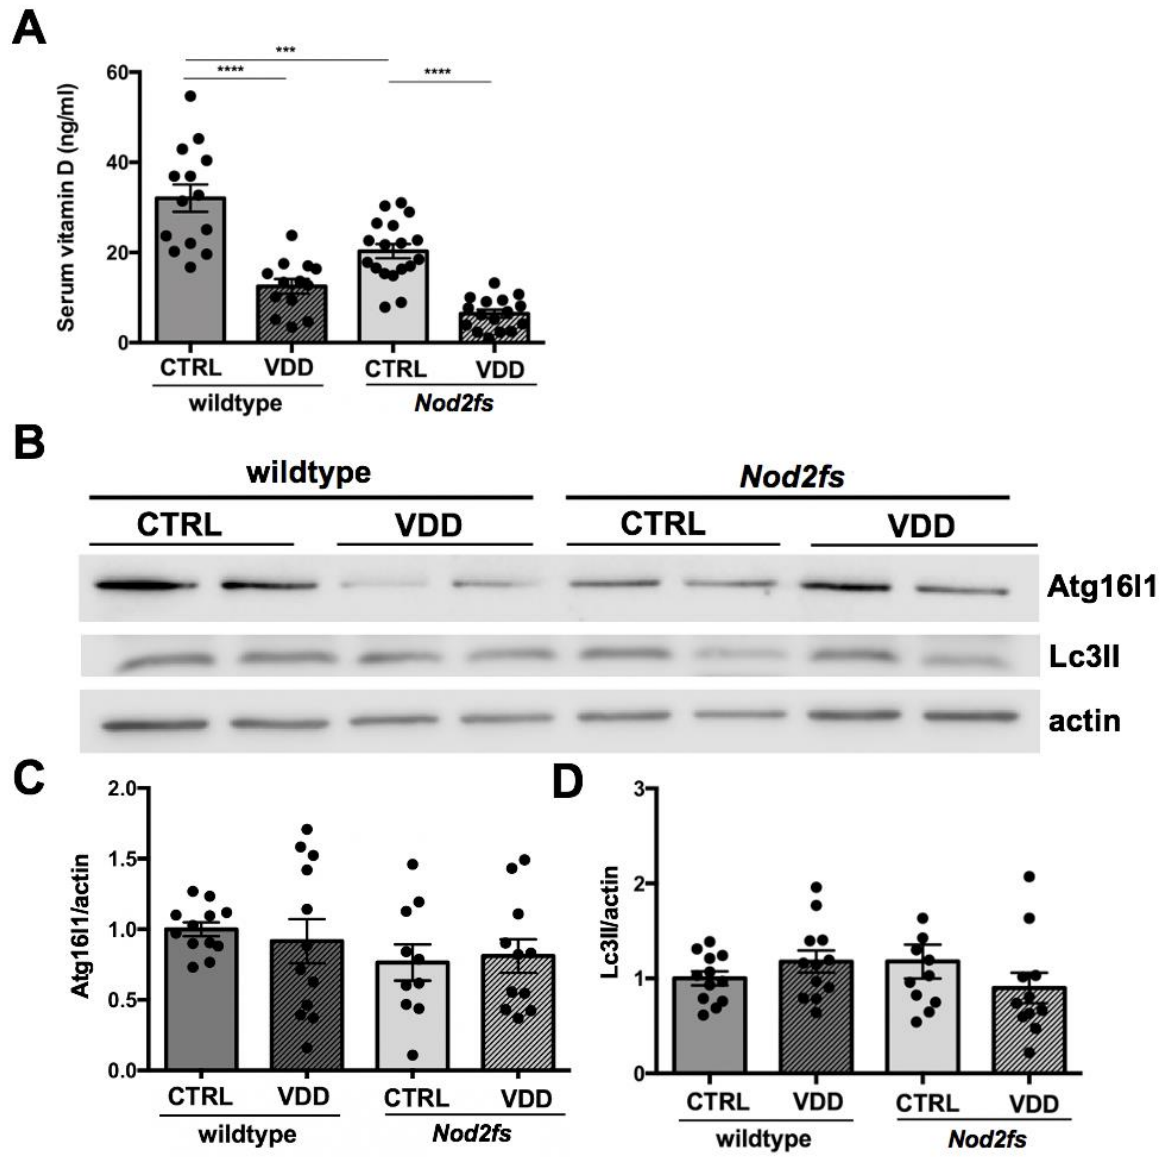 A
Serum vitamin D (ng/ml)
***
**** ****
60
40
20
0
CTRL VDD CTRL VDD
wildtype Nod2fs
B
wildtype Nod2fs
CTRL VDD CTRL VDD
Atg16l1
Lc3II
actin
C
Atg16l1/actin
2.0
1.5
1.0
0.5
0.0
CTRL VDD CTRL VDD
wildtype Nod2fs
D
Lc3II/actin
3
2
1
0
CTRL VDD CTRL VDD
wildtype Nod2fs